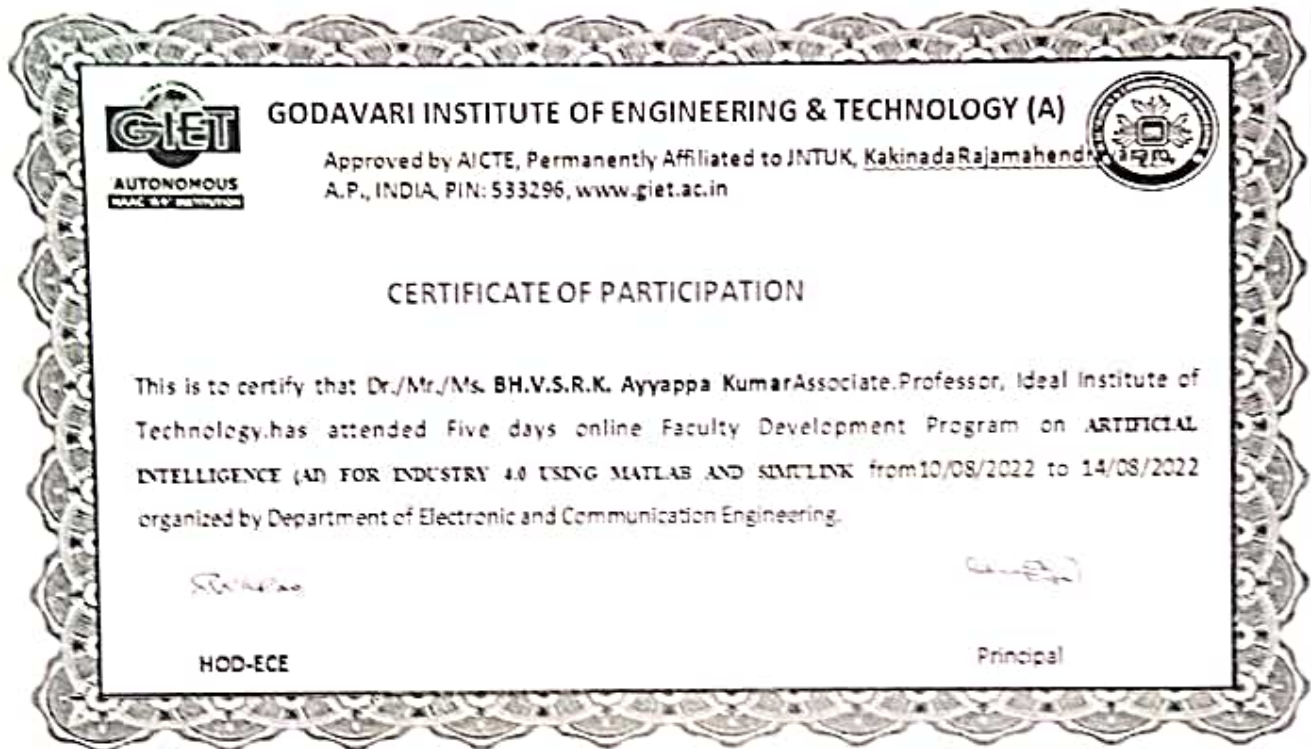 GIET
AUTONOMOUS
GODAVARI INSTITUTE OF ENGINEERING & TECHNOLOGY (A)
Approved by AICTE, Permanently Affiliated to JNTUK, Kakinada
A.P., INDIA, PIN: 533296, www.giet.ac.in
CERTIFICATE OF PARTICIPATION
This is to certify that Dr./Mr./Ms. BH.V.S.R.K. Ayyappa KumarAssociate.Professor, Ideal Institute of
Technology.has attended Five days online Faculty Development Program on ARTIFICIAL
INTELLIGENCE (AI) FOR INDUSTRY 4.0 USING MATLAB AND SIMULINK from10/08/2022 to 14/08/2022
organized by Department of Electronic and Communication Engineering.
HOD-ECE
Principal